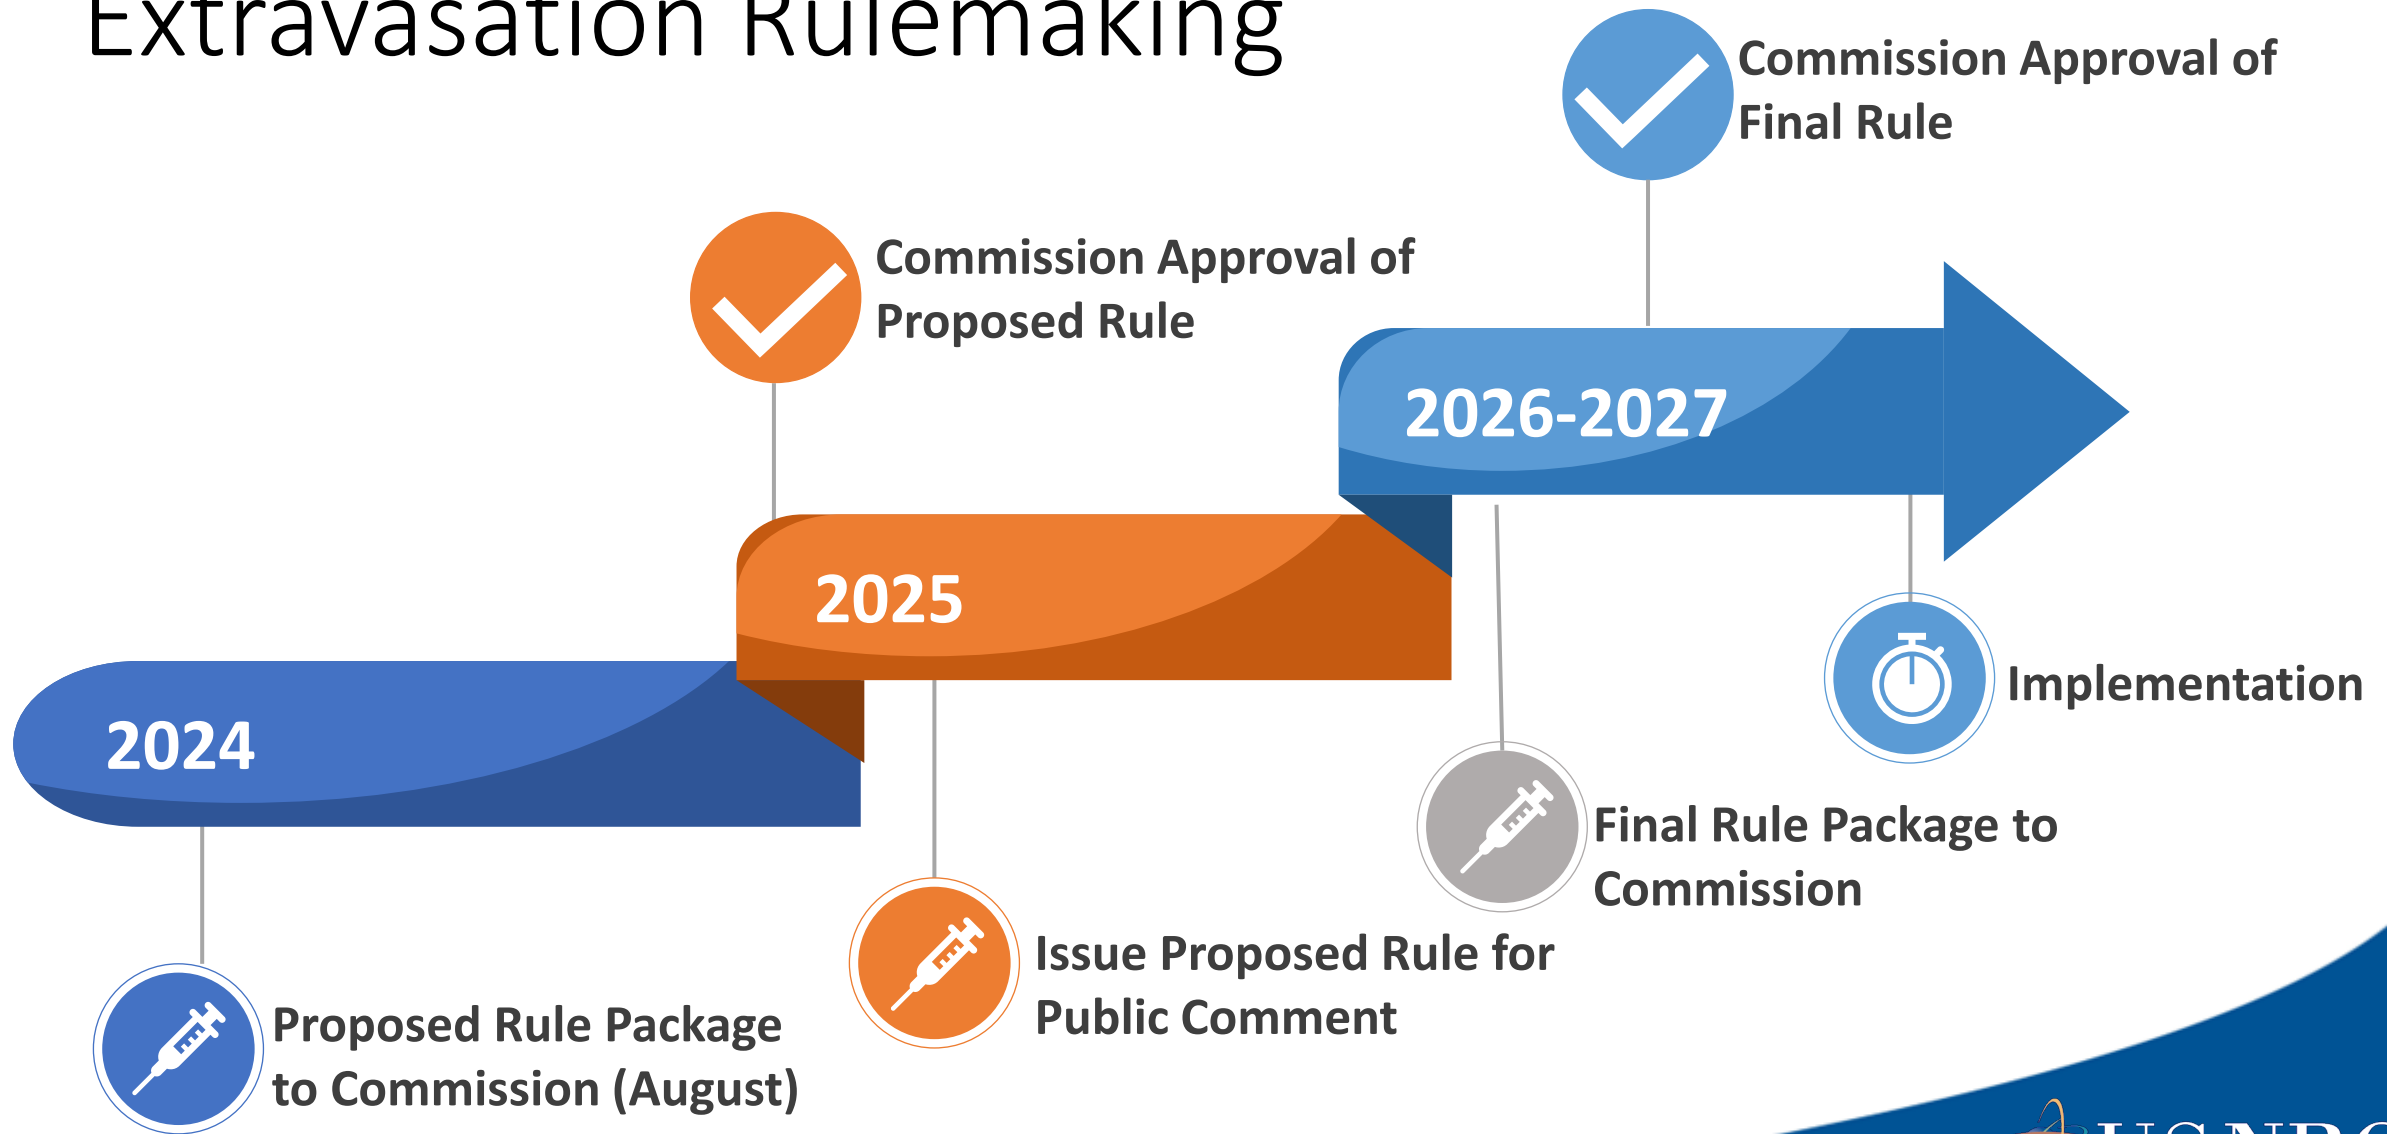 Extravasation Rulemaking
Commission Approval of
Final Rule
Commission Approval of
Proposed Rule
2026-2027
2025
2024
Implementation
Final Rule Package to
Commission
Issue Proposed Rule for
Public Comment
Proposed Rule Package
to Commission (August)
U.S.NRC